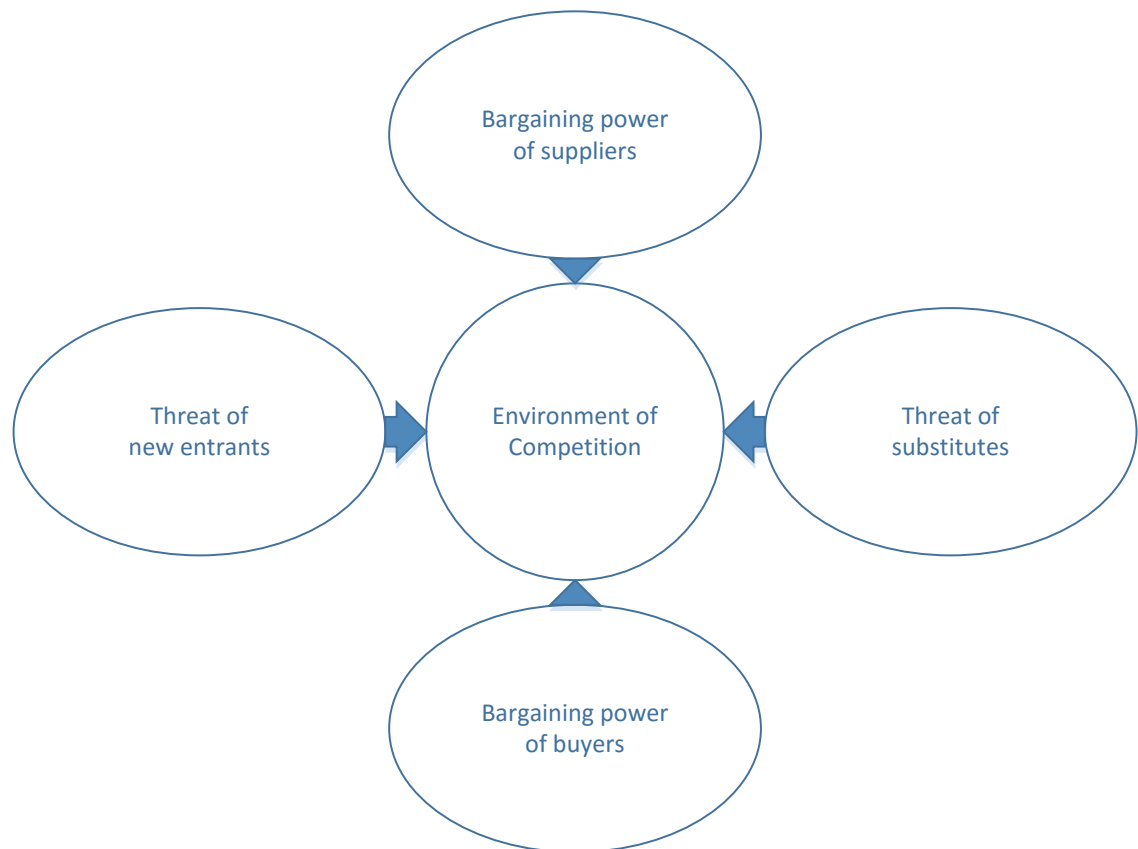 Bargaining power
of suppliers
Threat of
new entrants
Environment of
Competition
Threat of
substitutes
Bargaining power
of buyers